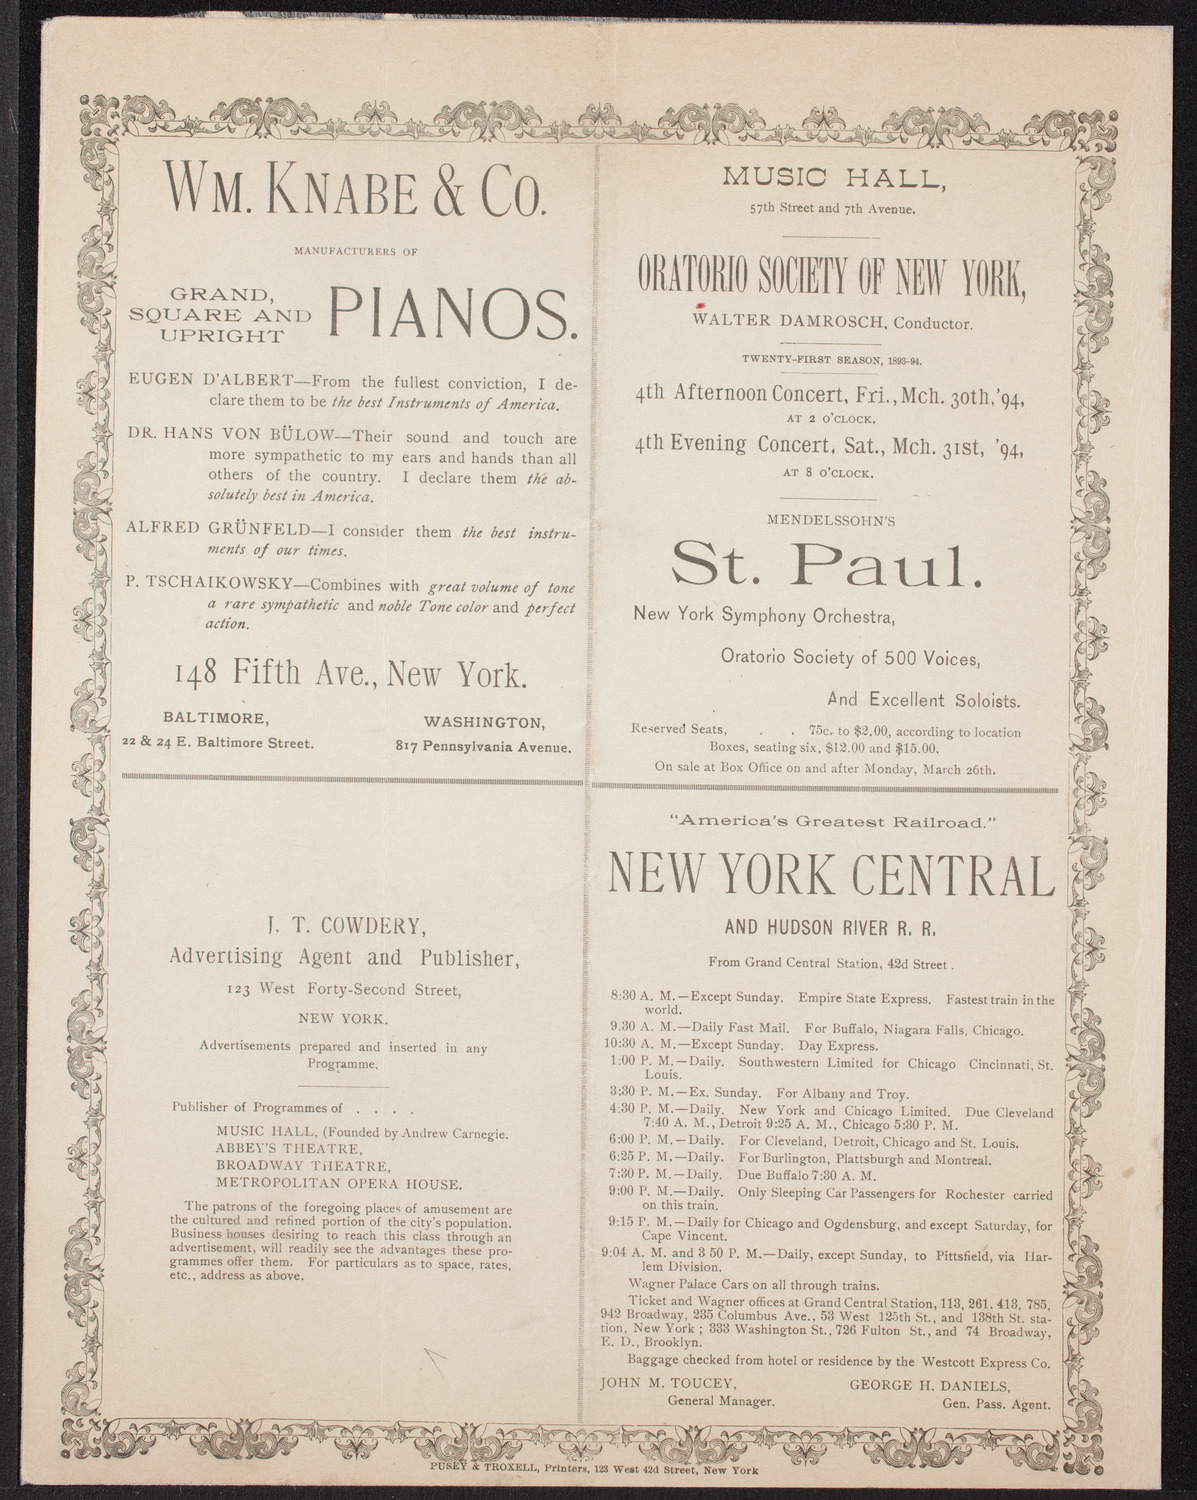 WM. KNABE & CO.
MANUFACTURERS OF
GRAND,
SQUARE AND
UPRIGHT
PIANOS.
EUGEN D'ALBERT—From the fullest conviction, I de-
clare them to be the best Instruments of America.
DR. HANS VON BÜLOW—Their sound and touch are
more sympathetic to my ears and hands than all
others of the country. I declare them the ab-
solutely best in America.
ALFRED GRÜNFELD—I consider them the best instru-
ments of our times.
P. TSCHAIKOWSKY—Combines with great volume of tone
a rare sympathetic and noble Tone color and perfect
action.
148 Fifth Ave., New York.
BALTIMORE,
22 & 24 E. Baltimore Street.
WASHINGTON,
817 Pennsylvania Avenue.
J. T. COWDERY,
Advertising Agent and Publisher,
123 West Forty-Second Street,
NEW YORK.
Advertisements prepared and inserted in any
Programme.
Publisher of Programmes of . . . .
MUSIC HALL, (Founded by Andrew Carnegie.
ABBEY'S THEATRE,
BROADWAY THEATRE,
METROPOLITAN OPERA HOUSE.
The patrons of the foregoing places of amusement are
the cultured and refined portion of the city's population.
Business houses desiring to reach this class through an
advertisement, will readily see the advantages these pro-
grammes offer them. For particulars as to space, rates,
etc., address as above.
MUSIC HALL,
57th Street and 7th Avenue.
ORATORIO SOCIETY OF NEW YORK,
WALTER DAMROSCH, Conductor.
TWENTY-FIRST SEASON, 1893-94.
4th Afternoon Concert, Fri., Mch. 30th, '94,
AT 2 O'CLOCK.
4th Evening Concert, Sat., Mch. 31st, '94,
AT 8 O'CLOCK.
MENDELSSOHN'S
St. Paul.
New York Symphony Orchestra,
Oratorio Society of 500 Voices,
And Excellent Soloists.
Reserved Seats, . . 75c. to $2.00, according to location
Boxes, seating six, $12.00 and $15.00.
On sale at Box Office on and after Monday, March 26th.
"America's Greatest Railroad."
NEW YORK CENTRAL
AND HUDSON RIVER R. R.
From Grand Central Station, 42d Street.
8:30 A. M.—Except Sunday. Empire State Express. Fastest train in the
world.
9.30 A. M.—Daily Fast Mail. For Buffalo, Niagara Falls, Chicago.
10:30 A. M.—Except Sunday. Day Express.
1:00 P. M.—Daily. Southwestern Limited for Chicago Cincinnati, St.
Louis.
3:30 P. M.—Ex. Sunday. For Albany and Troy.
4:30 P. M.—Daily. New York and Chicago Limited. Due Cleveland
7:40 A. M., Detroit 9:25 A. M., Chicago 5:30 P. M.
6:00 P. M.—Daily. For Cleveland, Detroit, Chicago and St. Louis.
6:25 P. M.—Daily. For Burlington, Plattsburgh and Montreal.
7:30 P. M.—Daily. Due Buffalo 7:30 A. M.
9:00 P. M.—Daily. Only Sleeping Car Passengers for Rochester carried
on this train.
9:15 P. M.—Daily for Chicago and Ogdensburg, and except Saturday, for
Cape Vincent.
9:04 A. M. and 3 50 P. M.—Daily, except Sunday, to Pittsfield, via Har-
lem Division.
Wagner Palace Cars on all through trains.
Ticket and Wagner offices at Grand Central Station, 113, 261. 413, 785,
942 Broadway, 235 Columbus Ave., 53 West 125th St., and 138th St. sta-
tion, New York ; 333 Washington St., 726 Fulton St., and 74 Broadway,
E. D., Brooklyn.
Baggage checked from hotel or residence by the Westcott Express Co.
JOHN M. TOUCEY,
General Manager.
GEORGE H. DANIELS,
Gen. Pass. Agent.
PUSEY & TROXELL, Printers, 123 West 42d Street, New York